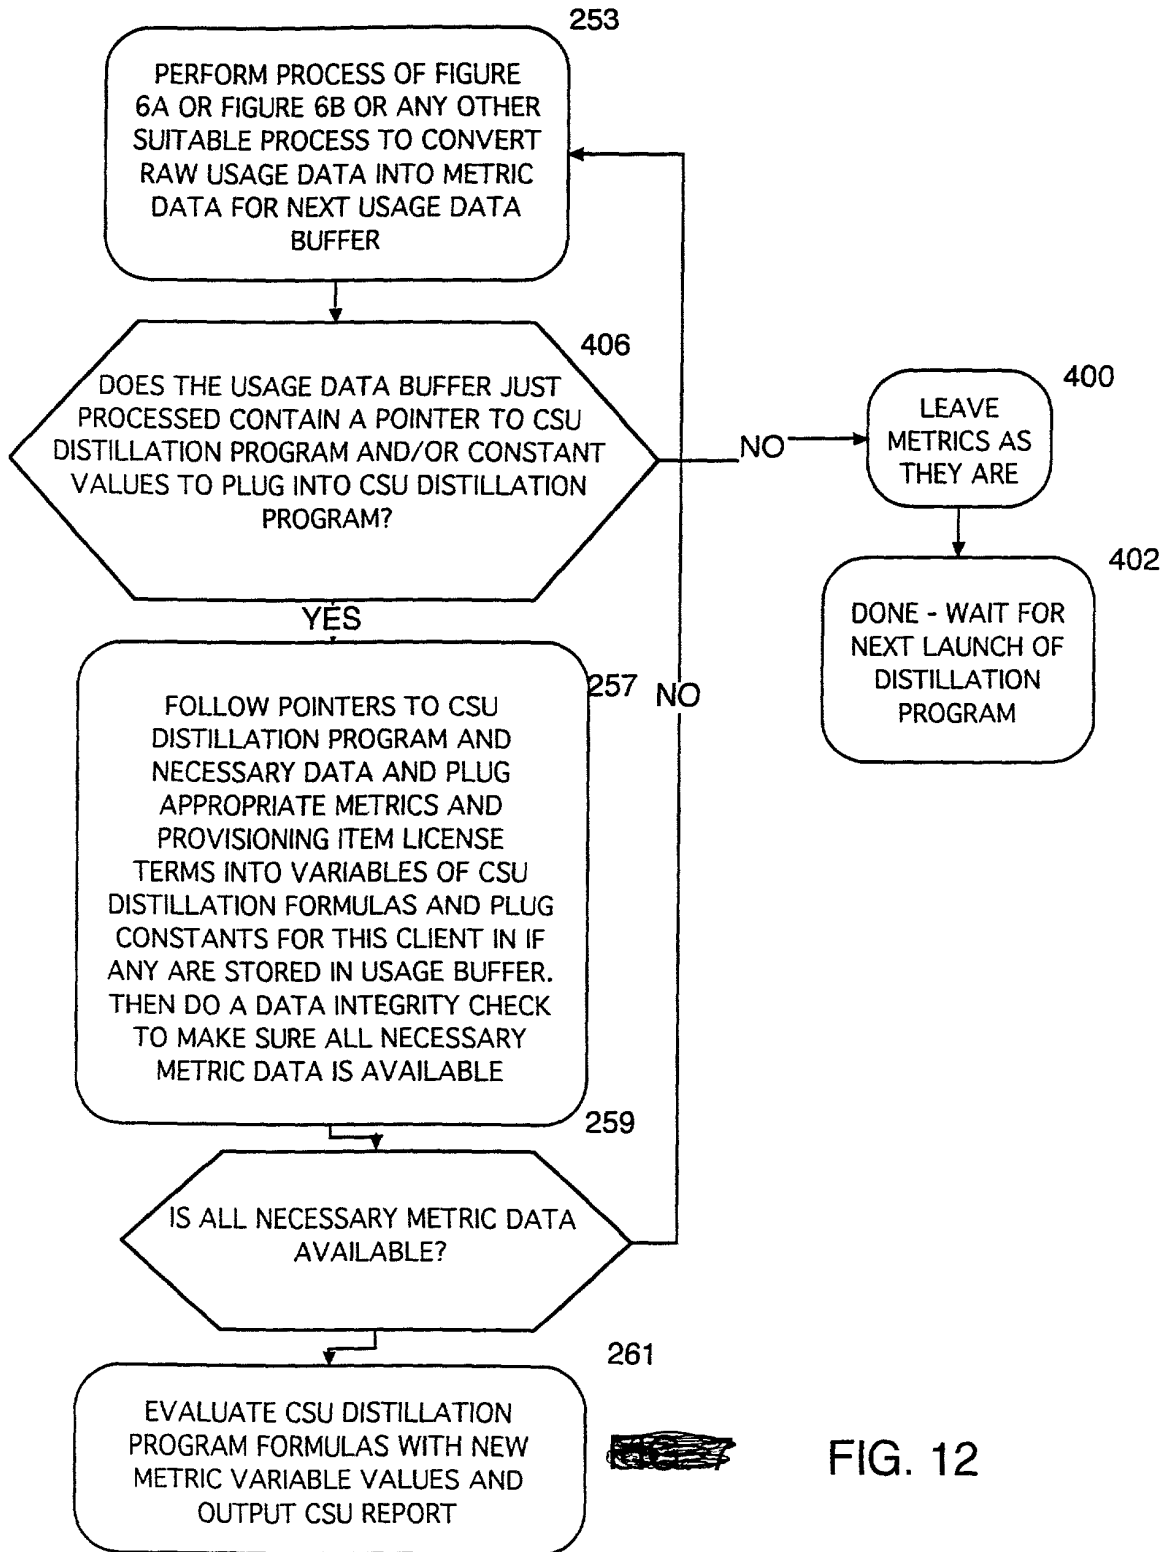 253
PERFORM PROCESS OF FIGURE
6A OR FIGURE 6B OR ANY OTHER
SUITABLE PROCESS TO CONVERT
RAW USAGE DATA INTO METRIC
DATA FOR NEXT USAGE DATA
BUFFER
406
DOES THE USAGE DATA BUFFER JUST
PROCESSED CONTAIN A POINTER TO CSU
DISTILLATION PROGRAM AND/OR CONSTANT
VALUES TO PLUG INTO CSU DISTILLATION
PROGRAM?
NO
400
LEAVE
METRICS AS
THEY ARE
402
DONE - WAIT FOR
NEXT LAUNCH OF
DISTILLATION
PROGRAM
YES
257
NO
FOLLOW POINTERS TO CSU
DISTILLATION PROGRAM AND
NECESSARY DATA AND PLUG
APPROPRIATE METRICS AND
PROVISIONING ITEM LICENSE
TERMS INTO VARIABLES OF CSU
DISTILLATION FORMULAS AND PLUG
CONSTANTS FOR THIS CLIENT IN IF
ANY ARE STORED IN USAGE BUFFER.
THEN DO A DATA INTEGRITY CHECK
TO MAKE SURE ALL NECESSARY
METRIC DATA IS AVAILABLE
259
IS ALL NECESSARY METRIC DATA
AVAILABLE?
261
EVALUATE CSU DISTILLATION
PROGRAM FORMULAS WITH NEW
METRIC VARIABLE VALUES AND
OUTPUT CSU REPORT
FIG. 12